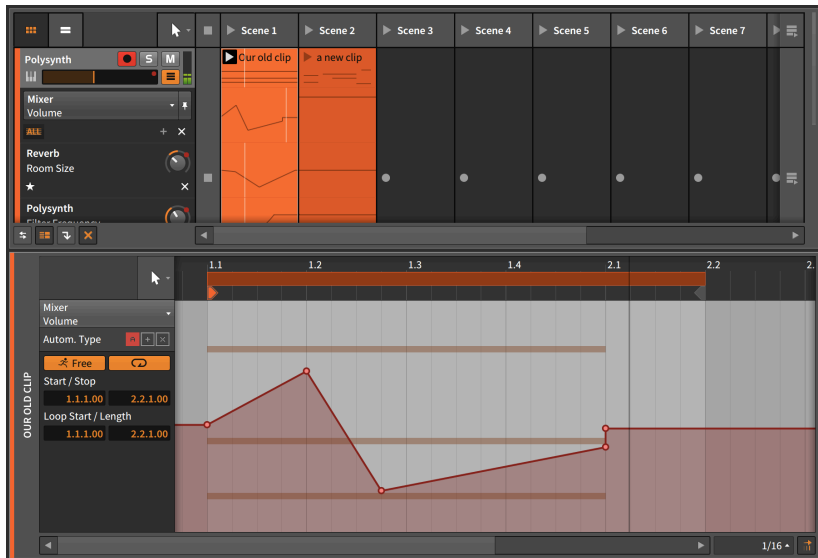 Scene 1
Scene 2
Scene 3
Scene 4
Scene 5
Scene 6
Scene 7
Polysynth
S
M
Our old clip
a new clip
Mixer
Volume
ALL
Reverb
Room Size
Polysynth
Filter Frequency
1.1
1.2
1.3
1.4
2.1
2.2
2.
Mixer
Volume
Autom. Type
A
+
×
Free
Start / Stop
1.1.1.00
2.2.1.00
Loop Start / Length
1.1.1.00
2.2.1.00
OUR OLD CLIP
1/16